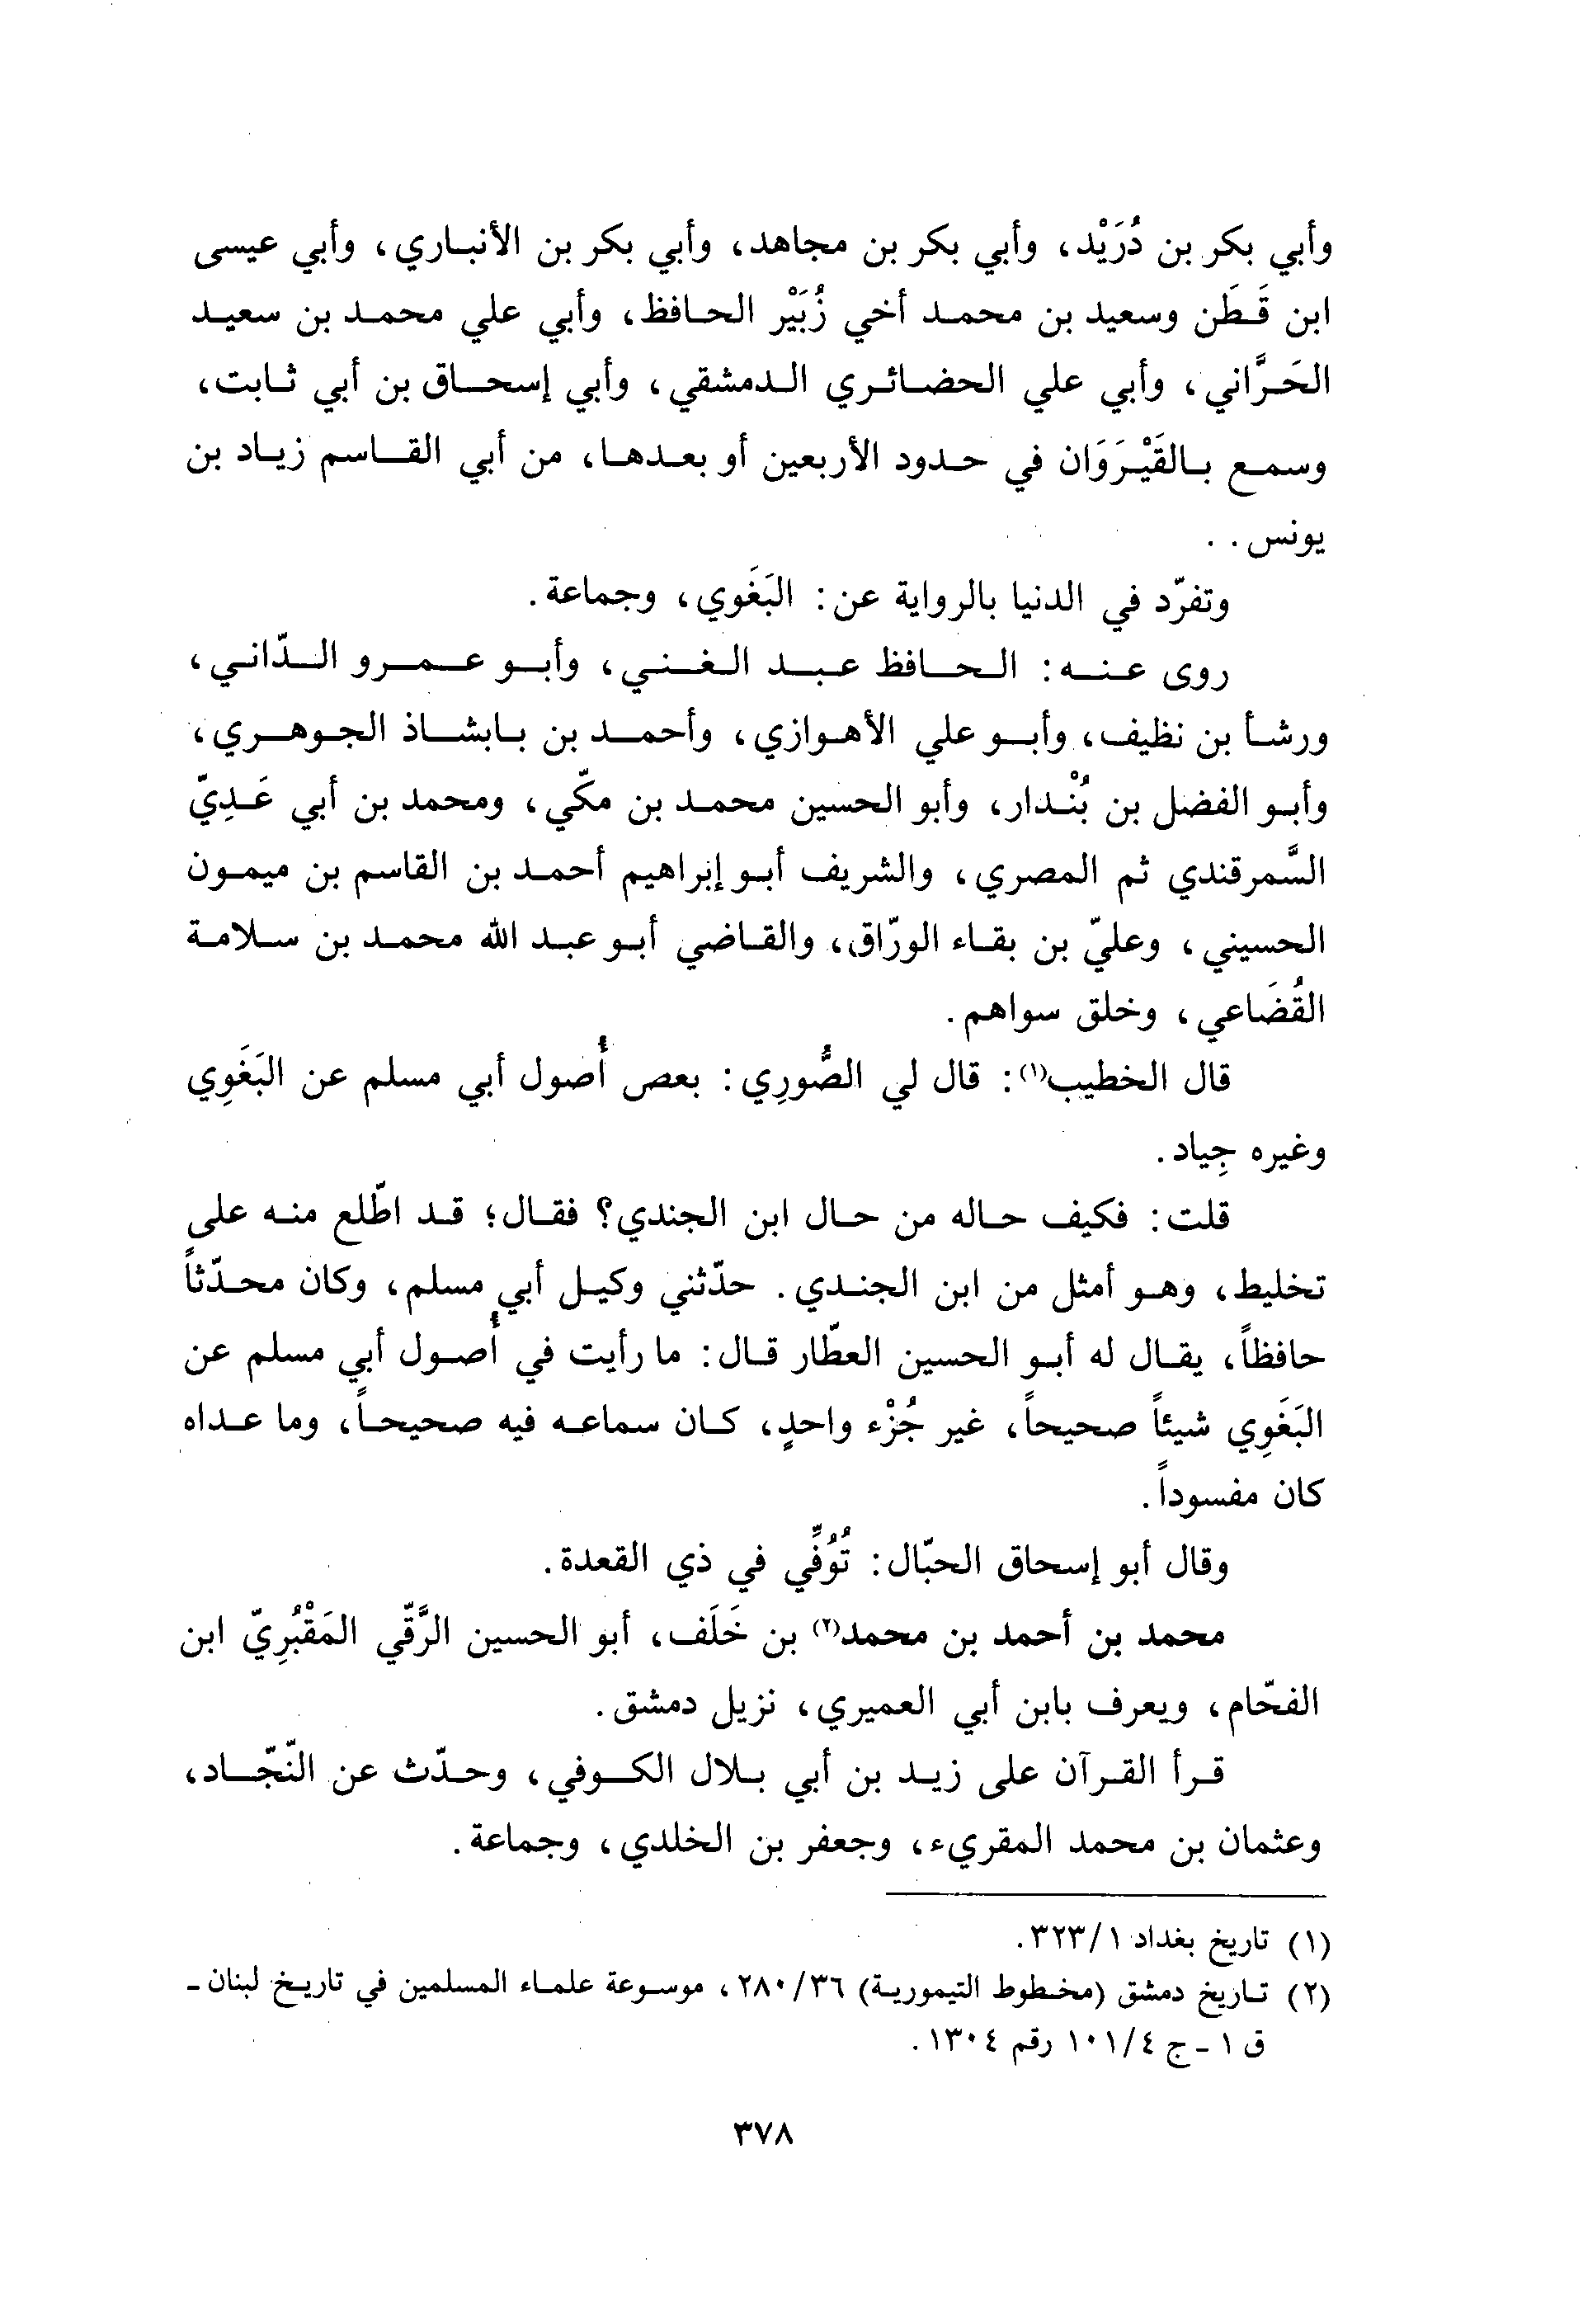 وأبي بكر بن دُرَيْد، وأبي بكر بن مجاهد، وأبي بكر بن الأنباري، وأبي عيسى
ابن قَطَن وسعيد بن محمد أخي زُبَيْر الحافظ، وأبي علي محمد بن سعيد
الحَرَّاني، وأبي علي الحضائري الدمشقي، وأبي إسحاق بن أبي ثابت،
وسمع بالقَيْرَوَان في حدود الأربعين أو بعدها، من أبي القاسم زياد بن
يونس . .
وتفرّد في الدنيا بالرواية عن: البَغَوي، وجماعة.
روى عنه: الحافظ عبد الغني، وأبو عمرو الدّاني،
ورشأ بن نظيف، وأبو علي الأهوازي، وأحمد بن بابشاذ الجوهري،
وأبو الفضل بن بُنْدار، وأبو الحسين محمد بن مكّي، ومحمد بن أبي عَدِيّ
السَّمرقندي ثم المصري، والشريف أبو إبراهيم أحمد بن القاسم بن ميمون
الحسيني، وعليّ بن بقاء الورّاق، والقاضي أبو عبد الله محمد بن سلامة
القُضَاعي، وخلق سواهم.
قال الخطيب(١): قال لي الصُّورِي: بعص أُصول أبي مسلم عن البَغَوِي
وغيره جِياد.
قلت: فكيف حاله من حال ابن الجندي؟ فقال؛ قد اطّلع منه على
تخليط، وهو أمثل من ابن الجندي. حدّثني وكيل أبي مسلم، وكان محدّثاً
حافظاً، يقال له أبو الحسين العطّار قال: ما رأيت في أُصول أبي مسلم عن
البَغَوِي شيئاً صحيحاً، غير جُزْء واحدٍ، كان سماعه فيه صحيحاً، وما عداه
كان مفسوداً.
وقال أبو إسحاق الحبّال: تُوُفِّي في ذي القعدة.
محمد بن أحمد بن محمد(٢) بن خَلَف، أبو الحسين الرَّقّي المَقْبُرِيّ ابن
الفحّام، ويعرف بابن أبي العميري، نزيل دمشق.
قرأ القرآن على زيد بن أبي بلال الكوفي، وحدّث عن النّجّاد،
وعثمان بن محمد المقريء، وجعفر بن الخلدي، وجماعة.
(١) تاريخ بغداد ٣٢٣/١.
(٢) تاريخ دمشق (مخطوط التيمورية) ٢٨٠/٣٦، موسوعة علماء المسلمين في تاريخ لبنان -
ق ١ - ج ١٠١/٤ رقم ١٣٠٤.
٣٧٨